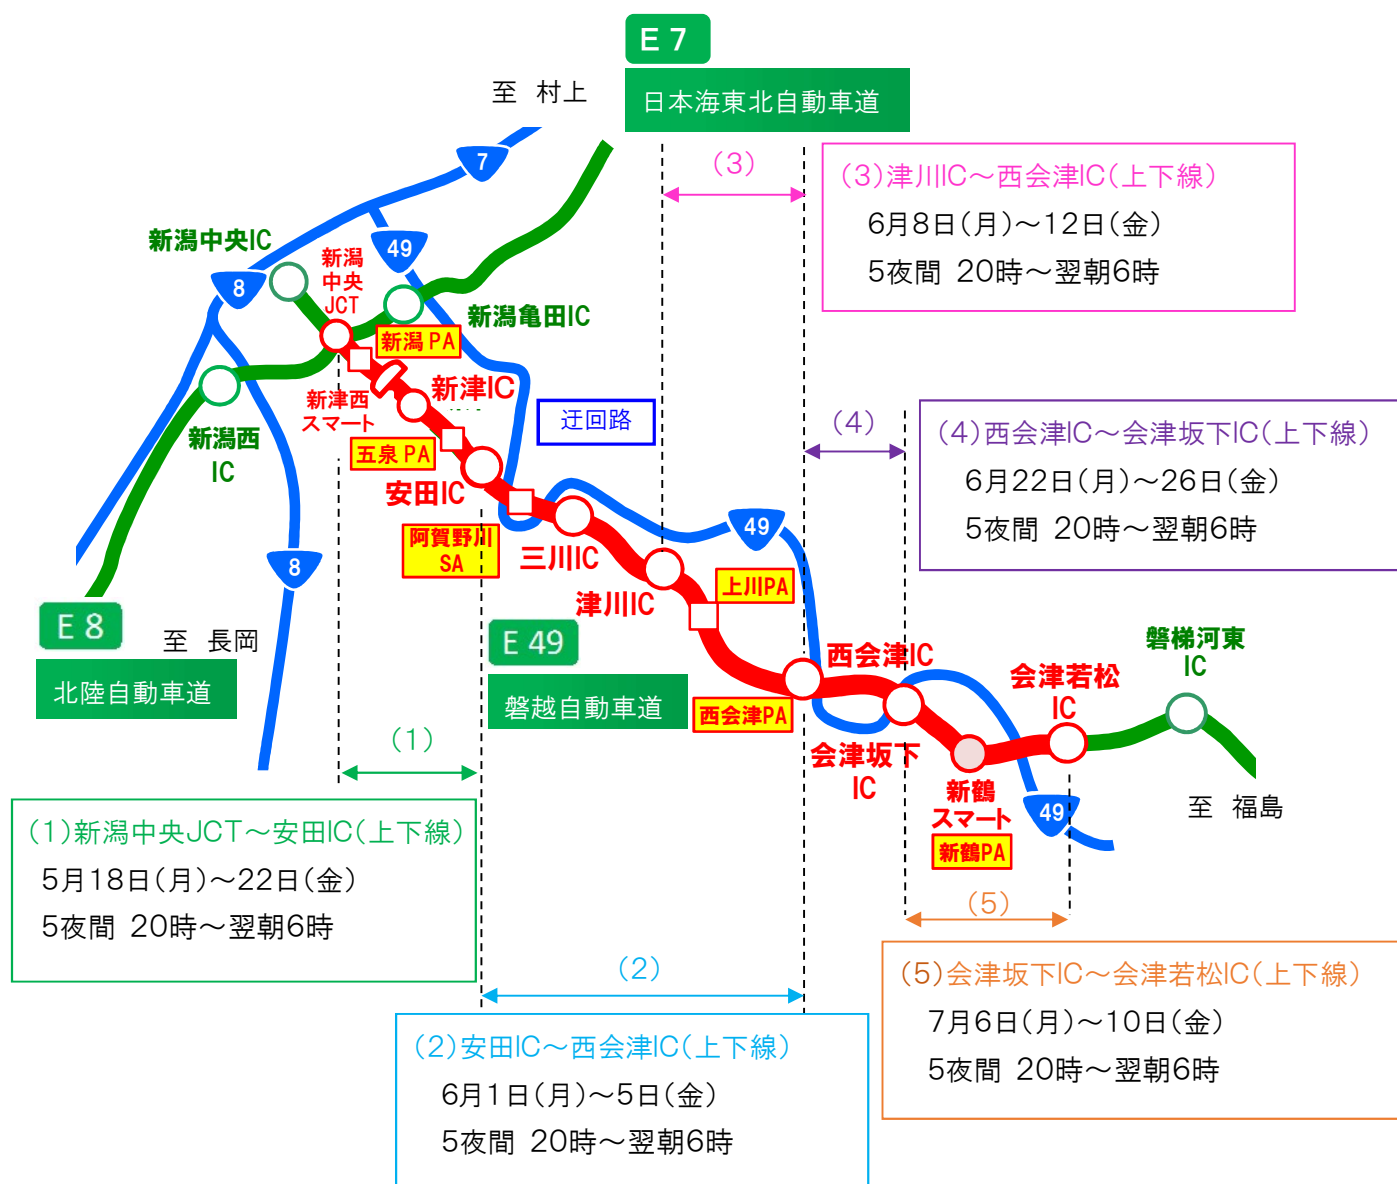 E 7
日本海東北自動車道
至 村上
7
(3)
(3)津川IC～西会津IC(上下線)
6月8日(月)～12日(金)
5夜間 20時～翌朝6時
新潟中央IC
新潟
中央
JCT
49
8
新潟亀田IC
新潟 PA
新津IC
新津西
スマート
迂回路
新潟西
IC
五泉 PA
安田IC
(4)
(4)西会津IC～会津坂下IC(上下線)
6月22日(月)～26日(金)
5夜間 20時～翌朝6時
阿賀野川
SA
三川IC
49
8
津川IC
上川PA
E 8
至 長岡
北陸自動車道
E 49
磐越自動車道
西会津IC
西会津PA
会津若松
IC
磐梯河東
IC
会津坂下
IC
新鶴
スマート
新鶴PA
49
至 福島
(1)
(1)新潟中央JCT～安田IC(上下線)
5月18日(月)～22日(金)
5夜間 20時～翌朝6時
(5)
(5)会津坂下IC～会津若松IC(上下線)
7月6日(月)～10日(金)
5夜間 20時～翌朝6時
(2)
(2)安田IC～西会津IC(上下線)
6月1日(月)～5日(金)
5夜間 20時～翌朝6時